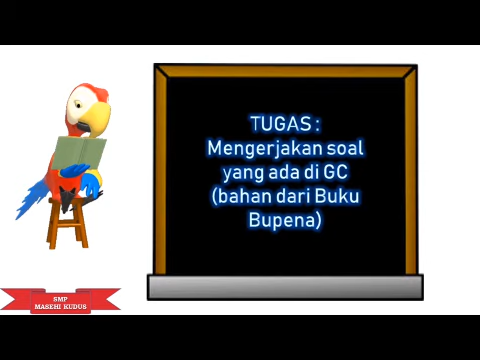 TUGAS :
Mengerjakan soal
yang ada di GC
(bahan dari Buku
Bupena)
SMP
MASEHI KUDUS